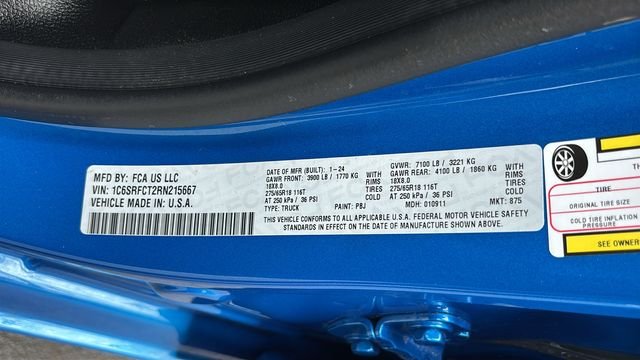 MFD BY: FCA US LLC
VIN: 1C6SRFCT2RN215667
VEHICLE MADE IN: U.S.A.
DATE OF MFR (BUILT): 1-24
GAWR FRONT: 3900 LB / 1770 KG
WITH
18X8.0
RIMS
275/65R18 116T
COLD
AT 250 kPa / 36 PSI
TYPE: TRUCK
PAINT: PBJ
GVWR: 7100 LB / 3221 KG
GAWR REAR: 4100 LB / 1860 KG
WITH
18X8.0
RIMS
275/65R18 116T
COLD
AT 250 kPa / 36 PSI
MDH: 010911
MKT: 875
THIS VEHICLE CONFORMS TO ALL APPLICABLE U.S.A. FEDERAL MOTOR VEHICLE SAFETY
STANDARDS IN EFFECT ON THE DATE OF MANUFACTURE SHOWN ABOVE.
TIRE
ORIGINAL TIRE SIZE
COLD TIRE INFLATION
SEE OWNER